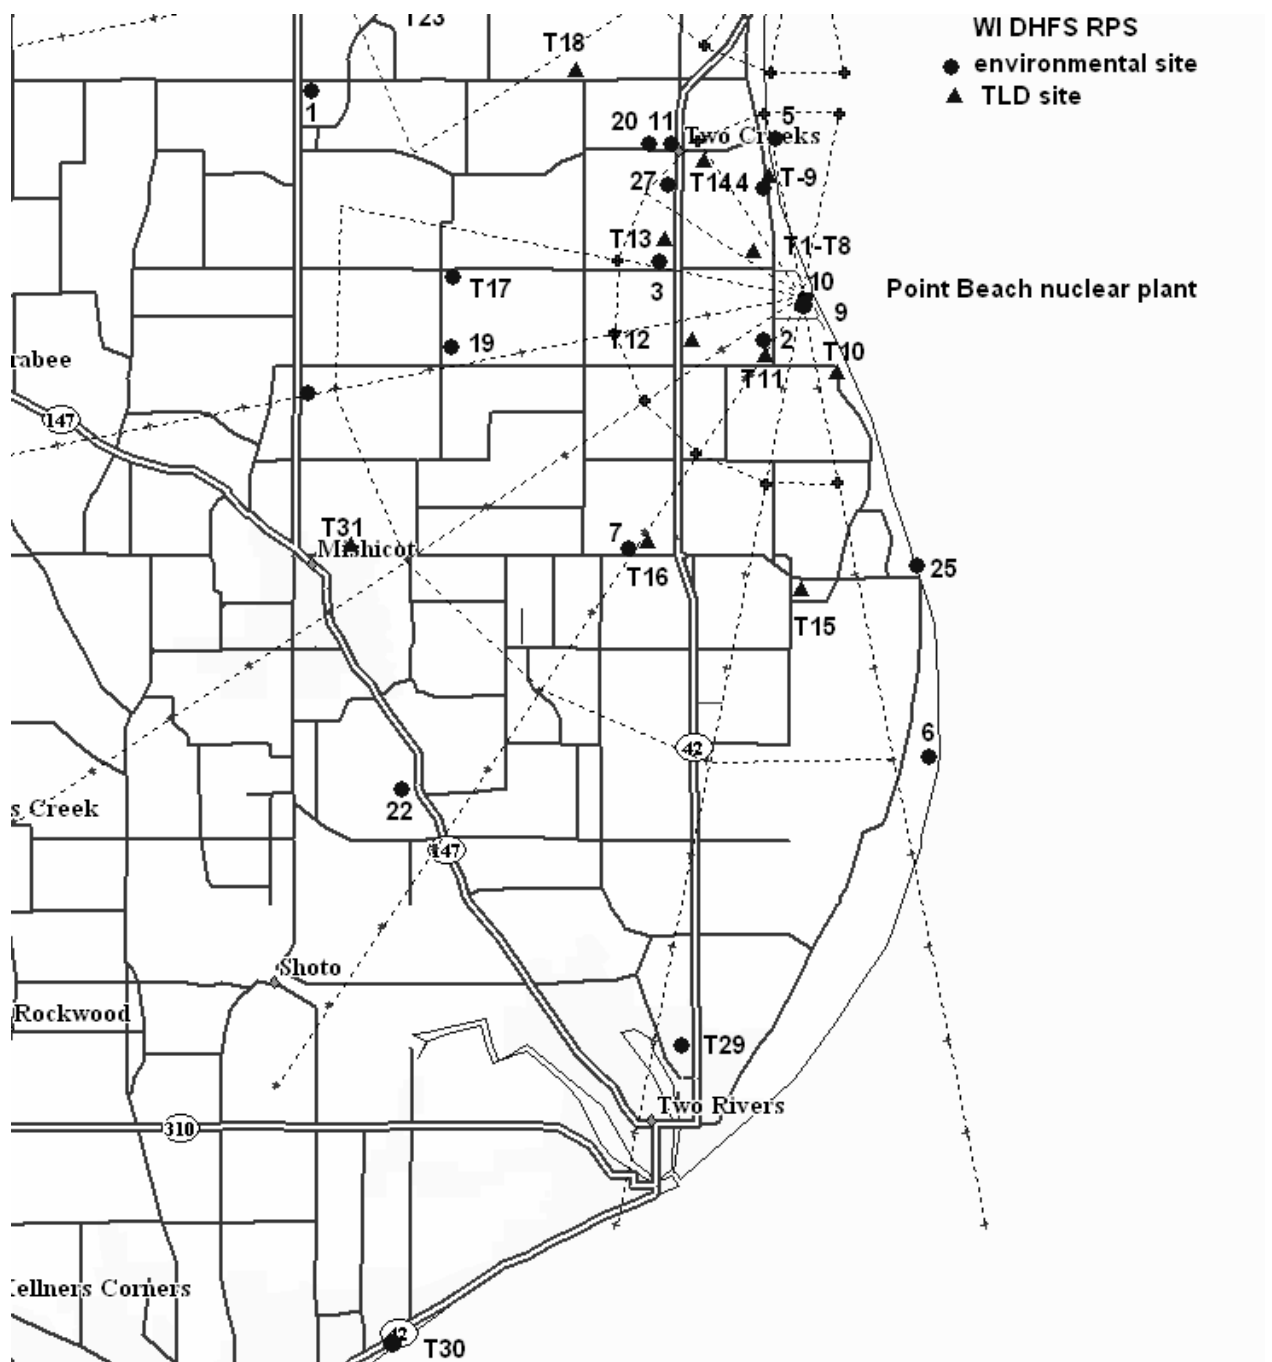 T23
WI DHFS RPS
environmental site
TLD site
T18
1
20 11
5
Two Creeks
27
T14
4
T-9
T13
T1-T8
T17
3
10
Point Beach nuclear plant
9
19
T12
2
T10
rabee
T11
147
T31
Mishicot
7
T16
25
T15
42
6
s Creek
22
147
Shoto
Rockwood
T29
Two Rivers
310
Kellners Corners
42
T30